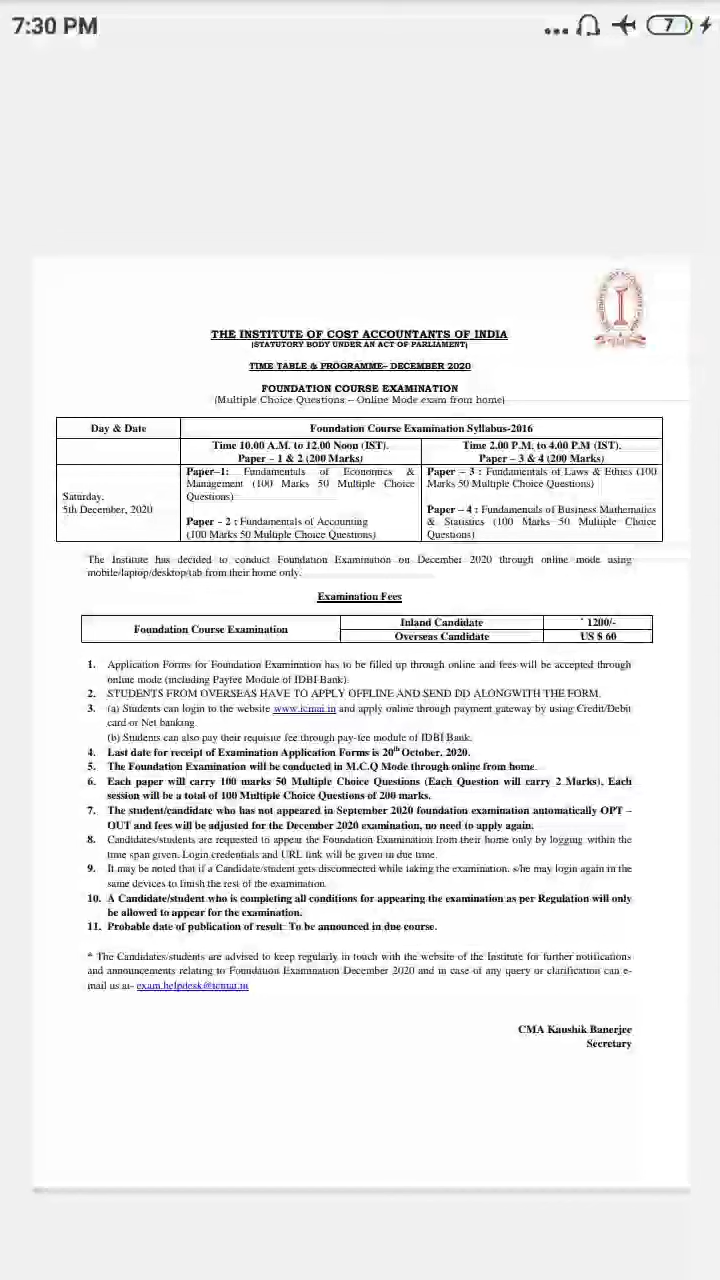 7:30 PM
7
THE INSTITUTE OF COST ACCOUNTANTS OF INDIA
(STATUTORY BODY UNDER AN ACT OF PARLIAMENT)
TIME TABLE & PROGRAMME– DECEMBER 2020
FOUNDATION COURSE EXAMINATION
(Multiple Choice Questions – Online Mode exam from home)
Day & Date
Foundation Course Examination Syllabus-2016
Time 10.00 A.M. to 12.00 Noon (IST).
Paper – 1 & 2 (200 Marks)
Time 2.00 P.M. to 4.00 P.M (IST).
Paper – 3 & 4 (200 Marks)
Saturday,
5th December, 2020
Paper–1: Fundamentals of Economics &
Management (100 Marks 50 Multiple Choice
Questions)
Paper - 2 : Fundamentals of Accounting
(100 Marks 50 Multiple Choice Questions)
Paper - 3 : Fundamentals of Laws & Ethics (100
Marks 50 Multiple Choice Questions)
Paper - 4 : Fundamentals of Business Mathematics
& Statistics (100 Marks 50 Multiple Choice
Questions)
The Institute has decided to conduct Foundation Examination on December 2020 through online mode using
mobile/laptop/desktop/tab from their home only.
Examination Fees
Foundation Course Examination
Inland Candidate
` 1200/-
Overseas Candidate
US $ 60
1. Application Forms for Foundation Examination has to be filled up through online and fees will be accepted through
online mode (including Payfee Module of IDBI Bank).
2. STUDENTS FROM OVERSEAS HAVE TO APPLY OFFLINE AND SEND DD ALONGWITH THE FORM.
3. (a) Students can login to the website www.icmai.in and apply online through payment gateway by using Credit/Debit
card or Net banking.
(b) Students can also pay their requisite fee through pay-fee module of IDBI Bank.
4. Last date for receipt of Examination Application Forms is 20th October, 2020.
5. The Foundation Examination will be conducted in M.C.Q Mode through online from home.
6. Each paper will carry 100 marks 50 Multiple Choice Questions (Each Question will carry 2 Marks). Each
session will be a total of 100 Multiple Choice Questions of 200 marks.
7. The student/candidate who has not appeared in September 2020 foundation examination automatically OPT –
OUT and fees will be adjusted for the December 2020 examination, no need to apply again.
8. Candidates/students are requested to appear the Foundation Examination from their home only by logging within the
time span given. Login credentials and URL link will be given in due time.
9. It may be noted that if a Candidate/student gets disconnected while taking the examination, s/he may login again in the
same devices to finish the rest of the examination.
10. A Candidate/student who is completing all conditions for appearing the examination as per Regulation will only
be allowed to appear for the examination.
11. Probable date of publication of result: To be announced in due course.
* The Candidates/students are advised to keep regularly in touch with the website of the Institute for further notifications
and announcements relating to Foundation Examination December 2020 and in case of any query or clarification can e-
mail us at- exam.helpdesk@icmai.in
CMA Kaushik Banerjee
Secretary